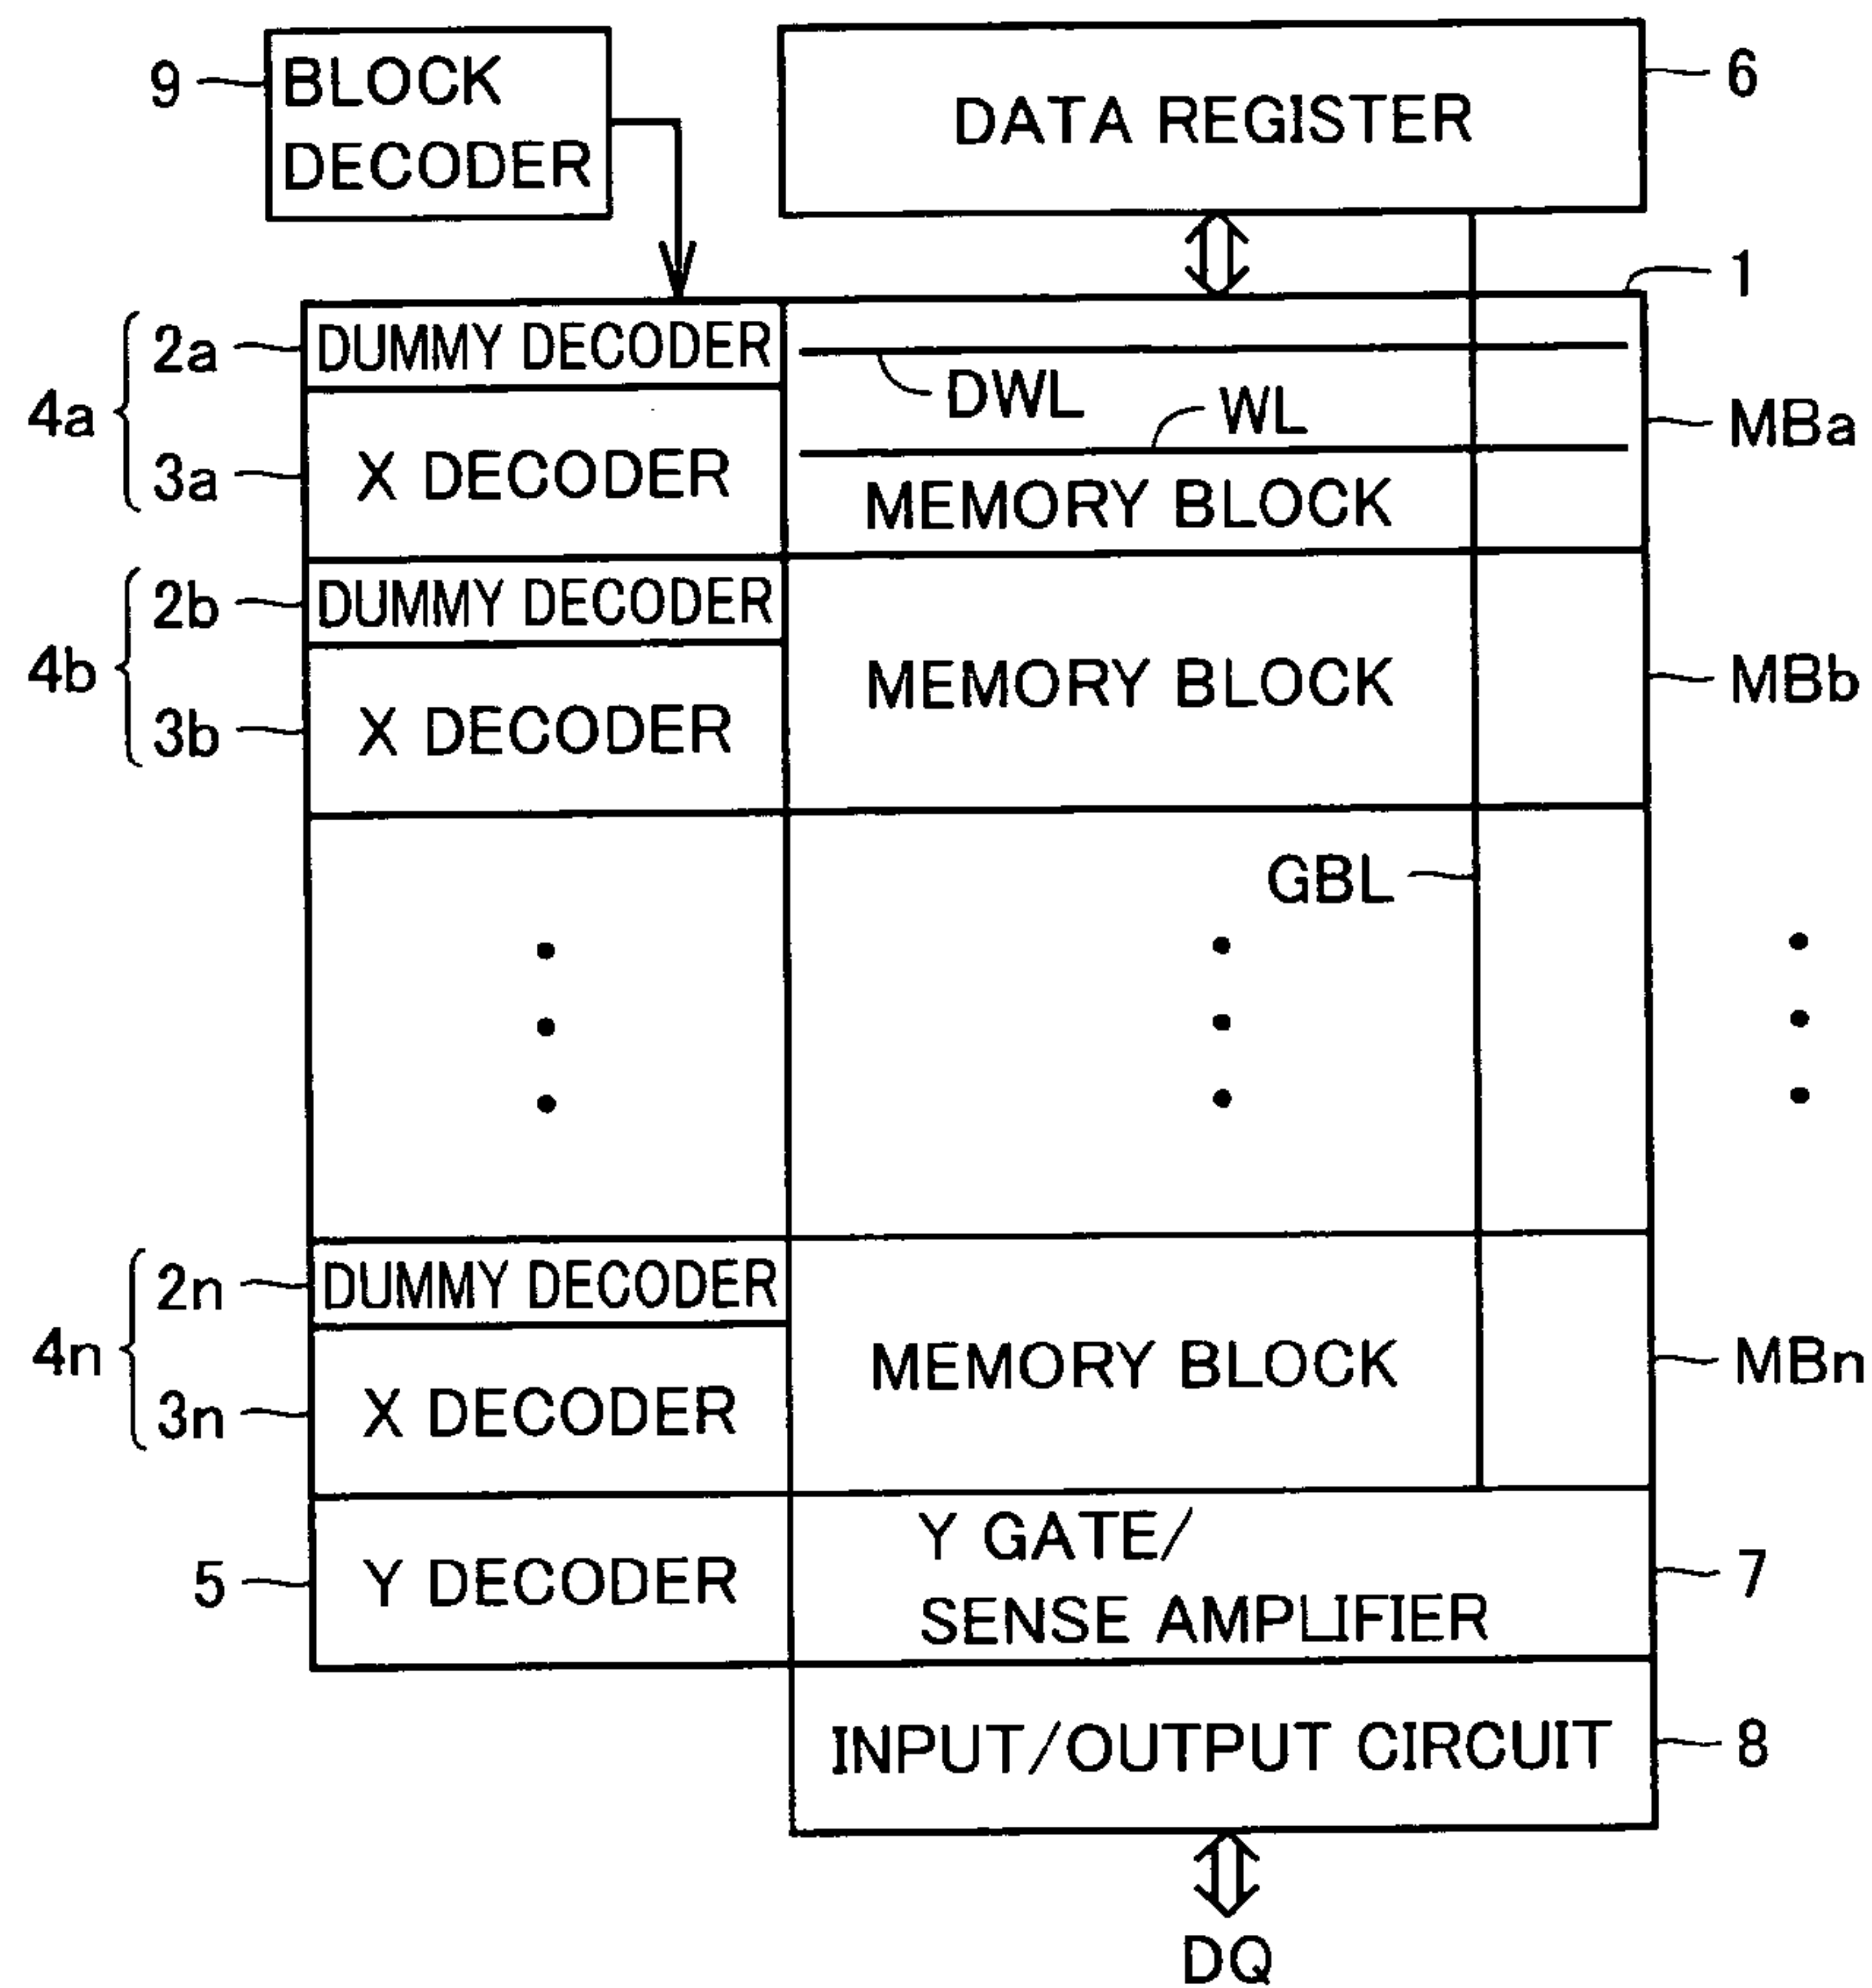 9
BLOCK
DECODER
DATA REGISTER
6
1
4a
2a
DUMMY DECODER
DWL
WL
3a
X DECODER
MEMORY BLOCK
MBa
4b
2b
DUMMY DECODER
3b
X DECODER
MEMORY BLOCK
MBb
GBL
4n
2n
DUMMY DECODER
3n
X DECODER
MEMORY BLOCK
MBn
5
Y DECODER
Y GATE/
SENSE AMPLIFIER
7
INPUT/OUTPUT CIRCUIT
8
DQ